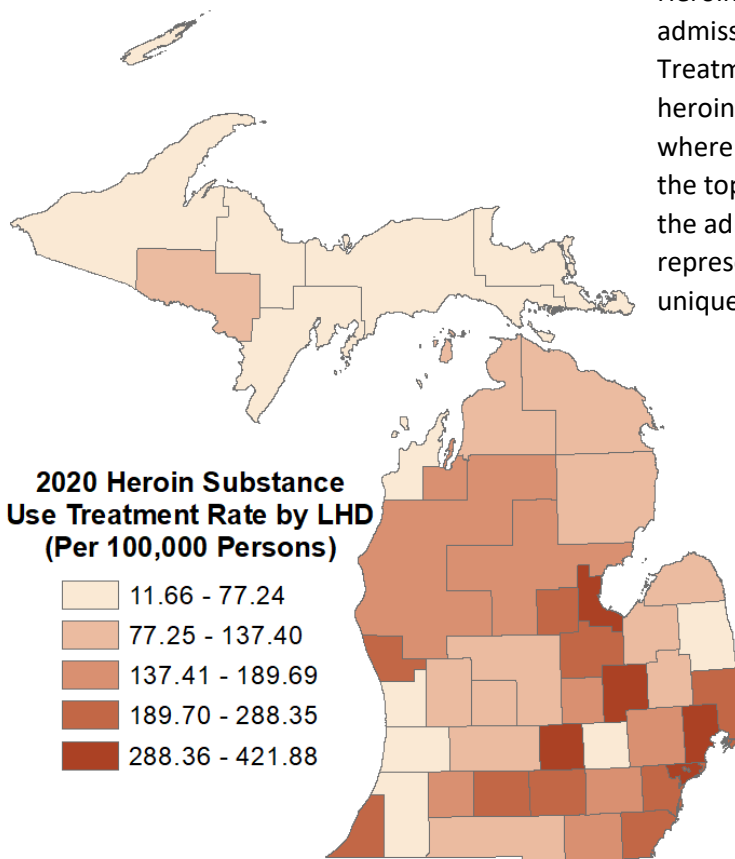 admiss
Treatm
heroin
where
the top
the ad
repres
unique
2020 Heroin Substance
Use Treatment Rate by LHD
(Per 100,000 Persons)
11.66 - 77.24
77.25 - 137.40
137.41 - 189.69
189.70 - 288.35
288.36 - 421.88